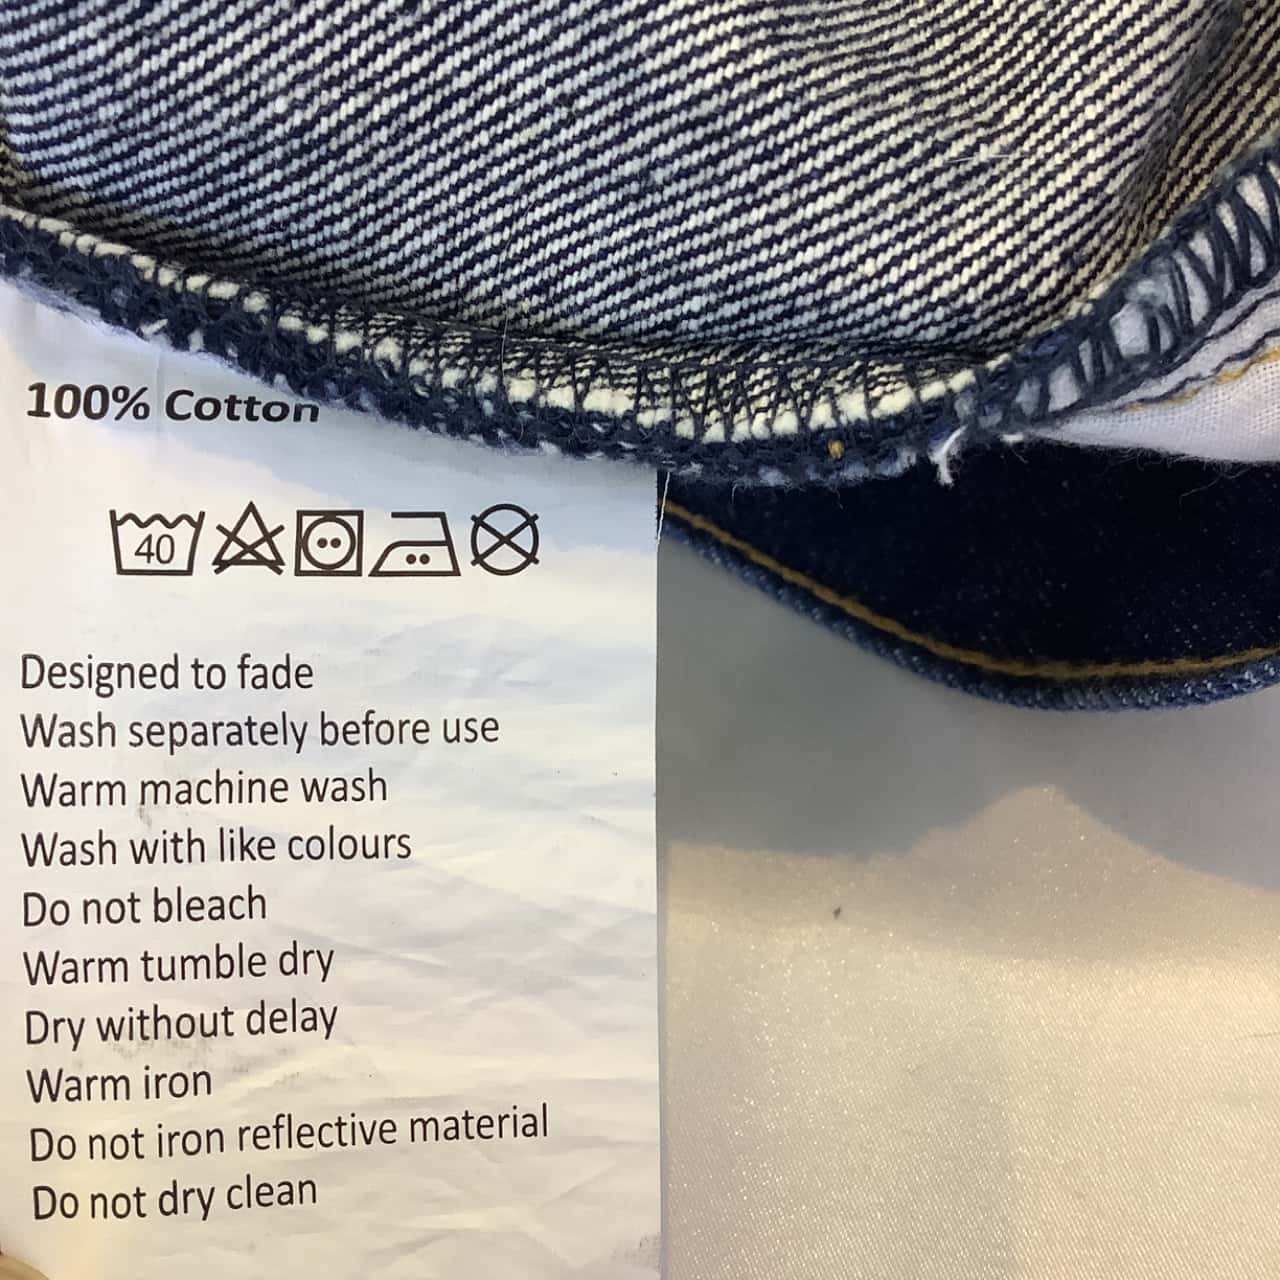 100% Cotton
40
Designed to fade
Wash separately before use
Warm machine wash
Wash with like colours
Do not bleach
Warm tumble dry
Dry without delay
Warm iron
Do not iron reflective material
Do not dry clean